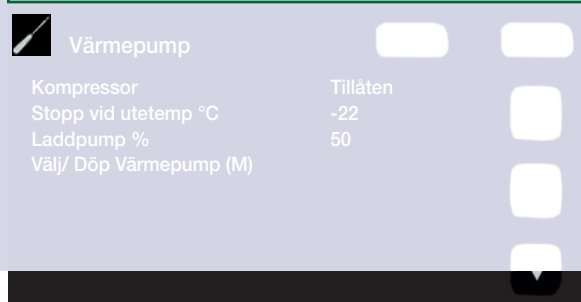 Värmepump
Kompressor Tillåten
Stopp vid utetemp °C -22
Laddpump % 50
Välj/ Döp Värmepump (M)